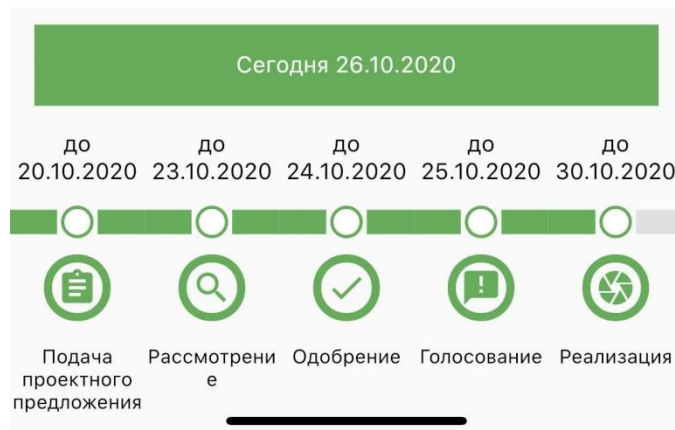 Сегодня 26.10.2020
до до до до до
20.10.2020 23.10.2020 24.10.2020 25.10.2020 30.10.2020
Подача Рассмотрени Одобрение Голосование Реализация
проектного е
предложения